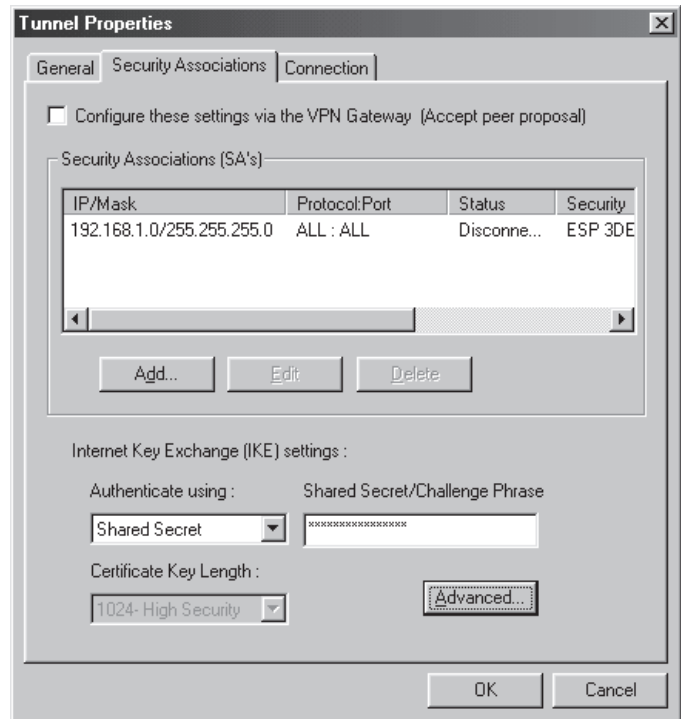 Tunnel Properties
General Security Associations Connection
Configure these settings via the VPN Gateway (Accept peer proposal)
Security Associations (SA's)
IP/Mask Protocol:Port Status Security
192.168.1.0/255.255.255.0 ALL : ALL Disconne... ESP 3DE
Add... Edit Delete
Internet Key Exchange (IKE) settings :
Authenticate using : Shared Secret/Challenge Phrase
Shared Secret ****************
Certificate Key Length :
1024- High Security Advanced...
OK Cancel